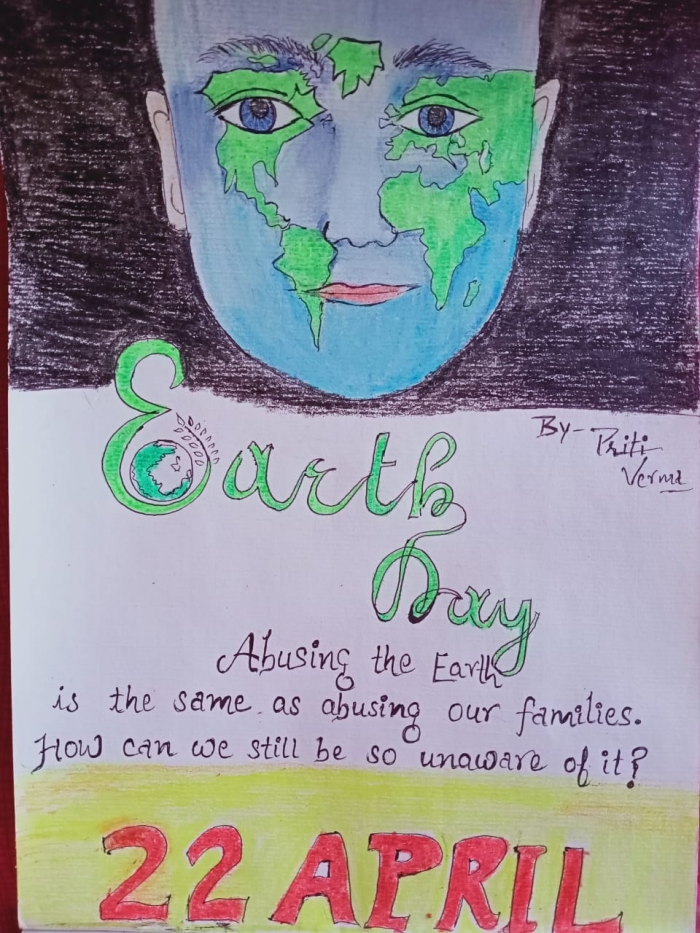 By- Priti
Verma
Earth
Day
Abusing the Earth
is the same as abusing our families.
How can we still be so unaware of it?
22 APRIL